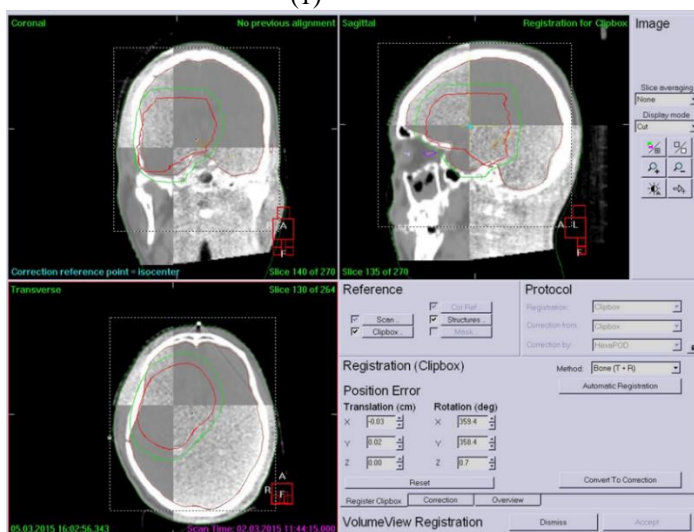 (1)
Coronal No previous alignment
Sagittal Registration for Clipbox
Image
Slice averaging
None
Display mode
Cut
A
F
A L
F
Correction reference point = isocenter Slice 140 of 270
Slice 135 of 270
Transverse Slice 130 of 264
A
R F
05.03.2015 16:02:56.343 Scan Time: 02.03.2015 11:44:15.000
Reference
Cor.Ref...
Scan... Structures...
Clipbox... Mask...
Protocol
Registration: Clipbox
Correction from: Clipbox
Correction by: HexaPOD
Registration (Clipbox) Method: Bone (T + R)
Automatic Registration
Position Error
Translation (cm) Rotation (deg)
X -0.03 X 359.4
Y 0.02 Y 358.4
Z 0.00 Z 0.7
Reset Convert To Correction
Register Clipbox Correction Overview
VolumeView Registration Dismiss Accept